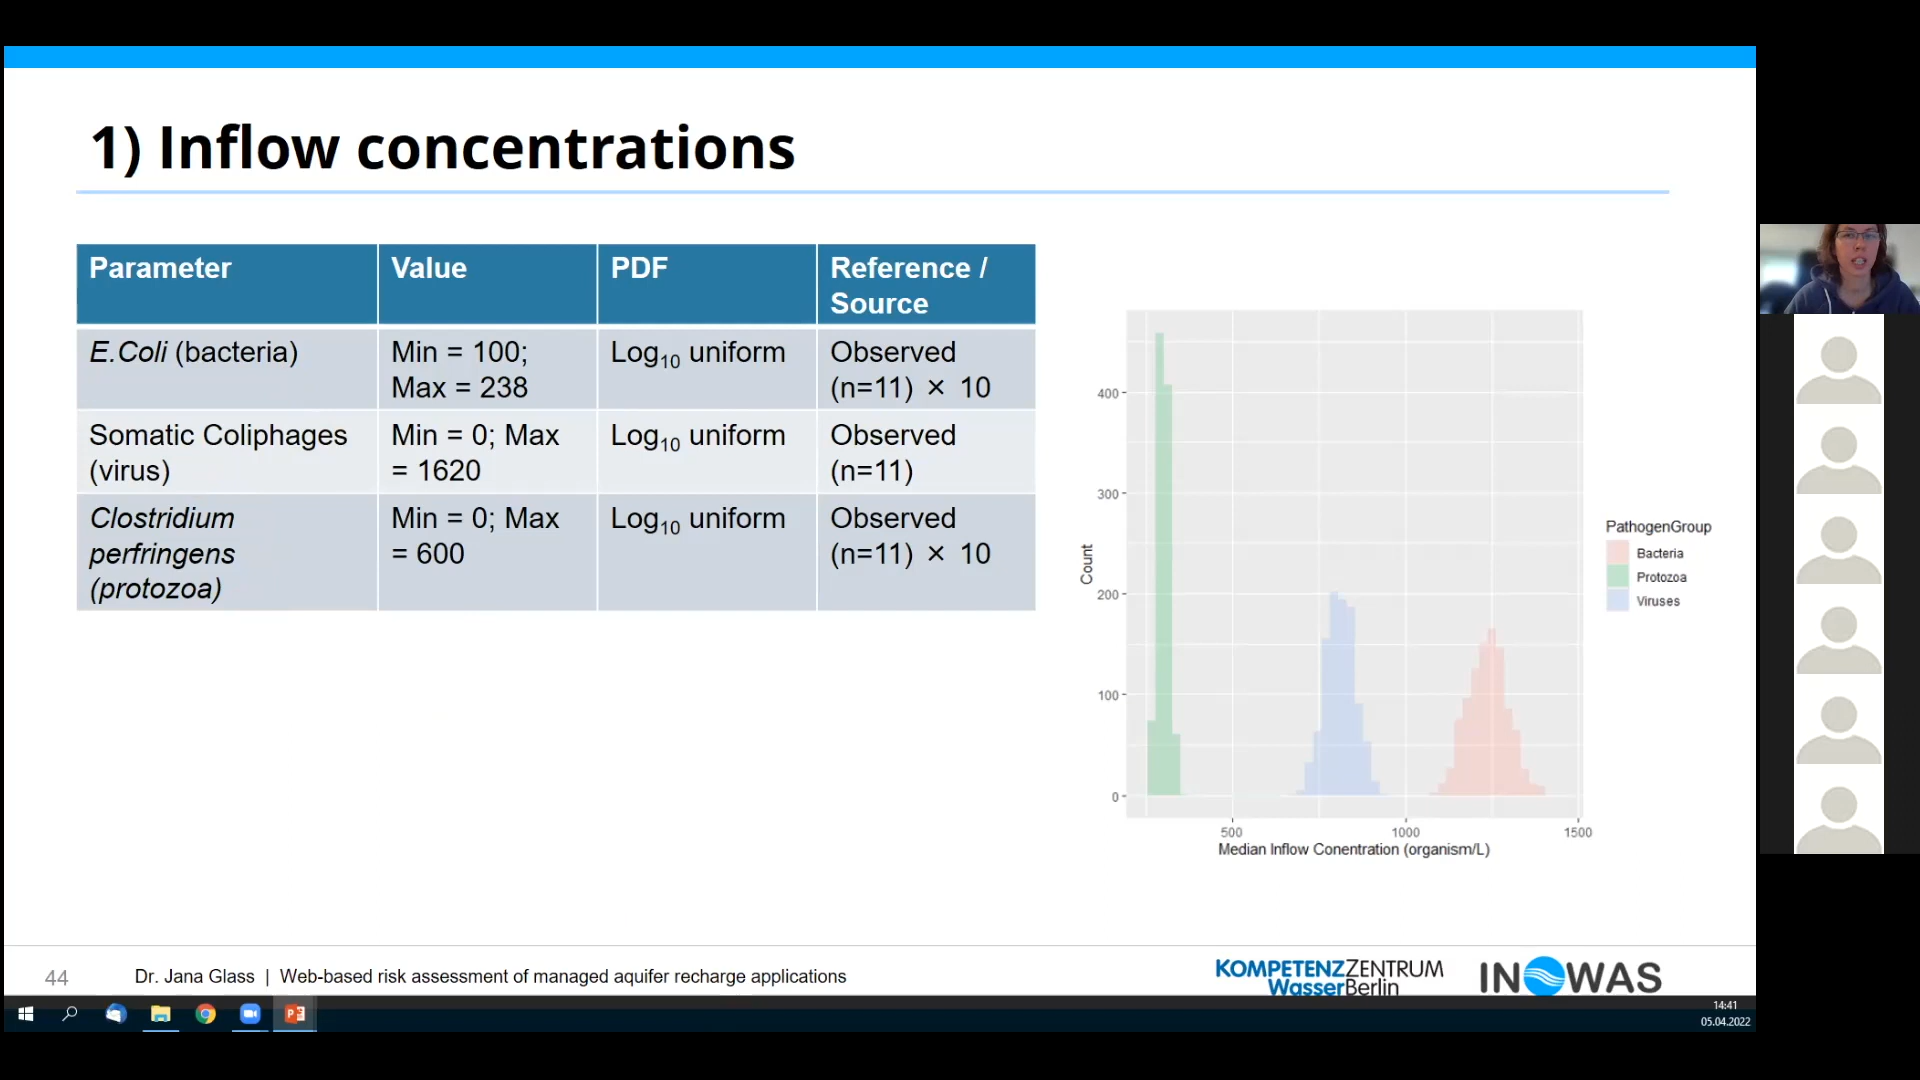 1) Inflow concentrations
Parameter
Value
PDF
Reference /
Source
E.Coli (bacteria)
Min = 100;
Max = 238
Log10 uniform
Observed
(n=11) × 10
Somatic Coliphages
(virus)
Min = 0; Max
= 1620
Log10 uniform
Observed
(n=11)
Clostridium
perfringens
(protozoa)
Min = 0; Max
= 600
Log10 uniform
Observed
(n=11) × 10
400
300
200
100
0
Count
500
1000
1500
Median Inflow Conentration (organism/L)
PathogenGroup
Bacteria
Protozoa
Viruses
44
Dr. Jana Glass | Web-based risk assessment of managed aquifer recharge applications
KOMPETENZZENTRUM
WasserBerlin
INOWAS
14:41
05.04.2022